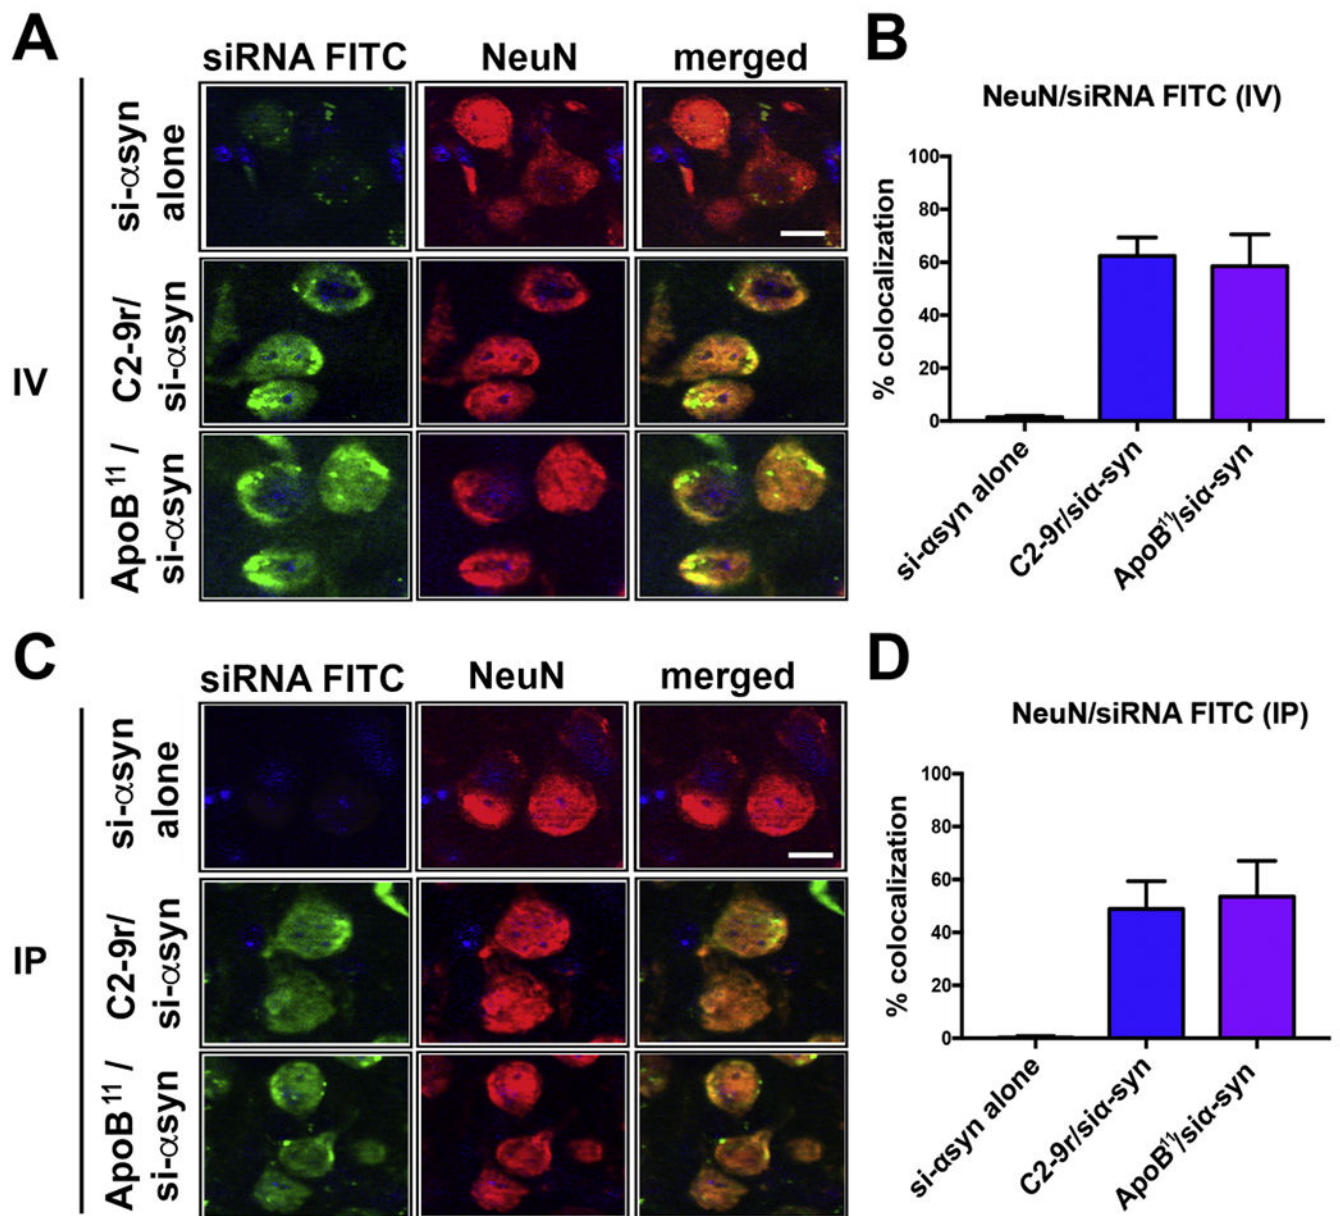 A
siRNA FITC NeuN merged
IV
si-αsyn
alone
C2-9r/
si-αsyn
ApoB¹¹ /
si-αsyn
B
NeuN/siRNA FITC (IV)
% colocalization
100
80
60
40
20
0
si-αsyn alone
C2-9r/siα-syn
ApoB¹¹/siα-syn
C
siRNA FITC NeuN merged
IP
si-αsyn
alone
C2-9r/
si-αsyn
ApoB¹¹ /
si-αsyn
D
NeuN/siRNA FITC (IP)
% colocalization
100
80
60
40
20
0
si-αsyn alone
C2-9r/siα-syn
ApoB¹¹/siα-syn